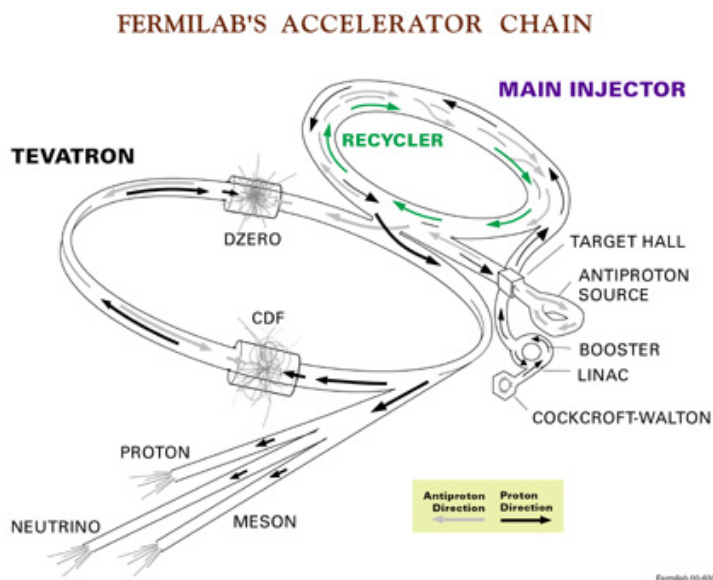 FERMILAB'S ACCELERATOR CHAIN
MAIN INJECTOR
RECYCLER
TEVATRON
DZERO
TARGET HALL
ANTIPROTON
SOURCE
CDF
BOOSTER
LINAC
COCKCROFT-WALTON
PROTON
NEUTRINO
MESON
Antiproton
Direction
Proton
Direction